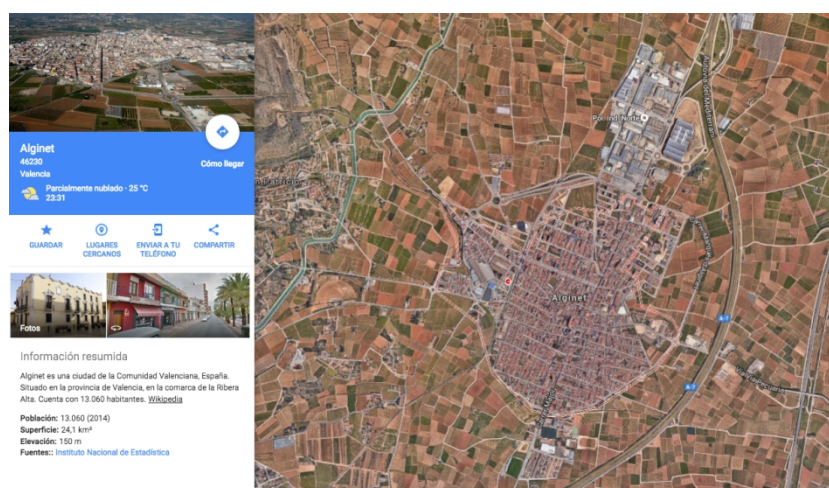 Alginet
46230
Valencia
Cómo llegar
Parcialmente nublado · 25 °C
23:31
GUARDAR
LUGARES
CERCANOS
ENVIAR A TU
TELÉFONO
COMPARTIR
Fotos
Información resumida
Alginet es una ciudad de la Comunidad Valenciana, España.
Situado en la provincia de Valencia, en la comarca de la Ribera
Alta. Cuenta con 13.060 habitantes. Wikipedia
Población: 13.060 (2014)
Superficie: 24,1 km²
Elevación: 150 m
Fuentes:: Instituto Nacional de Estadística
Pol. Ind. Norte
Autovía del Mediterráneo
Alginet
A-7
A-7